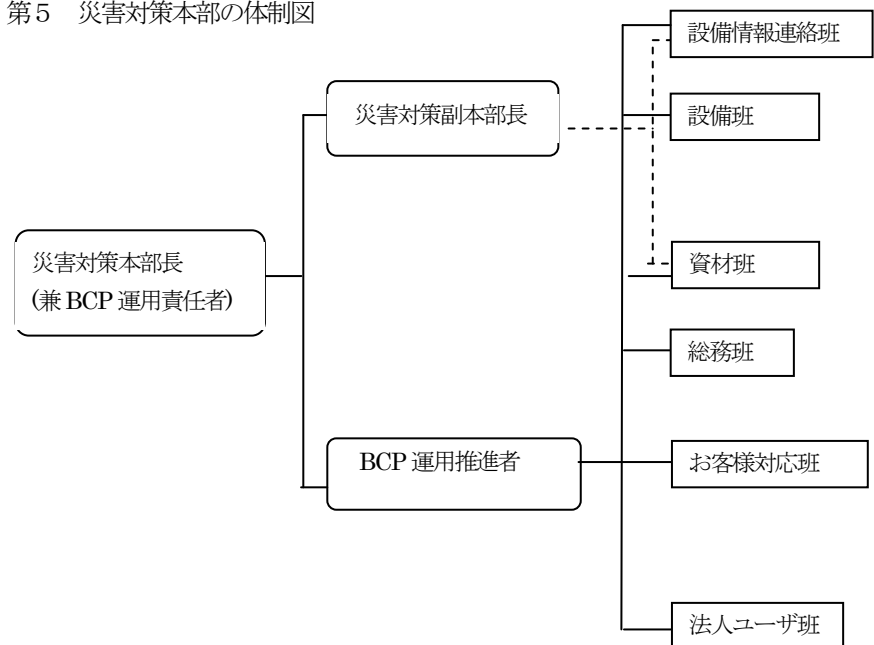 第5　災害対策本部の体制図
設備情報連絡班
災害対策副本部長
設備班
災害対策本部長
(兼 BCP 運用責任者)
資材班
総務班
BCP 運用推進者
お客様対応班
法人ユーザ班